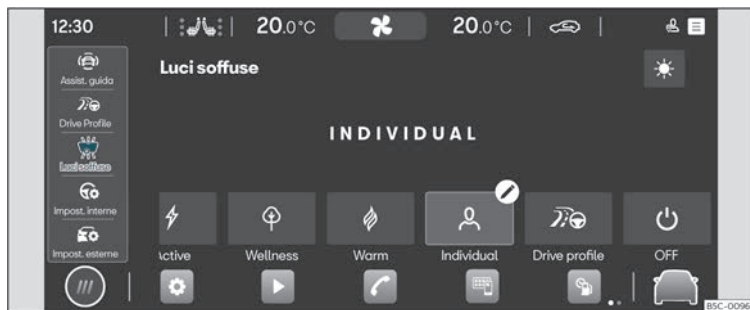 12:30
20.0°C
20.0°C
Assist. guida
Drive Profile
Luci soffuse
Impost. interne
Impost. esterne
Luci soffuse
INDIVIDUAL
Active
Wellness
Warm
Individual
Drive profile
OFF
B5C-0096